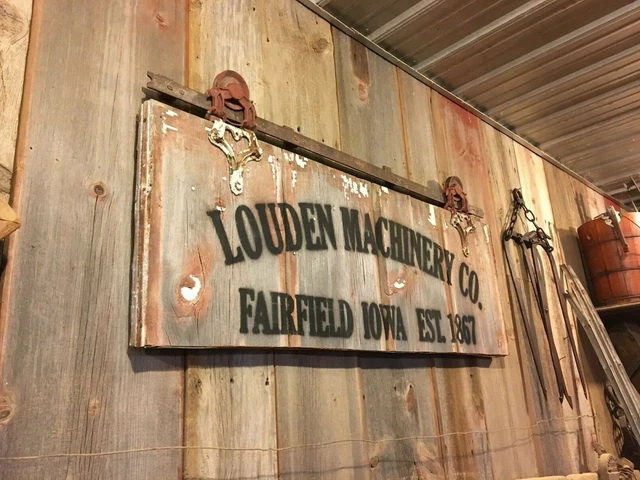 LOUDEN MACHINERY CO.
FAIRFIELD IOWA EST. 1867